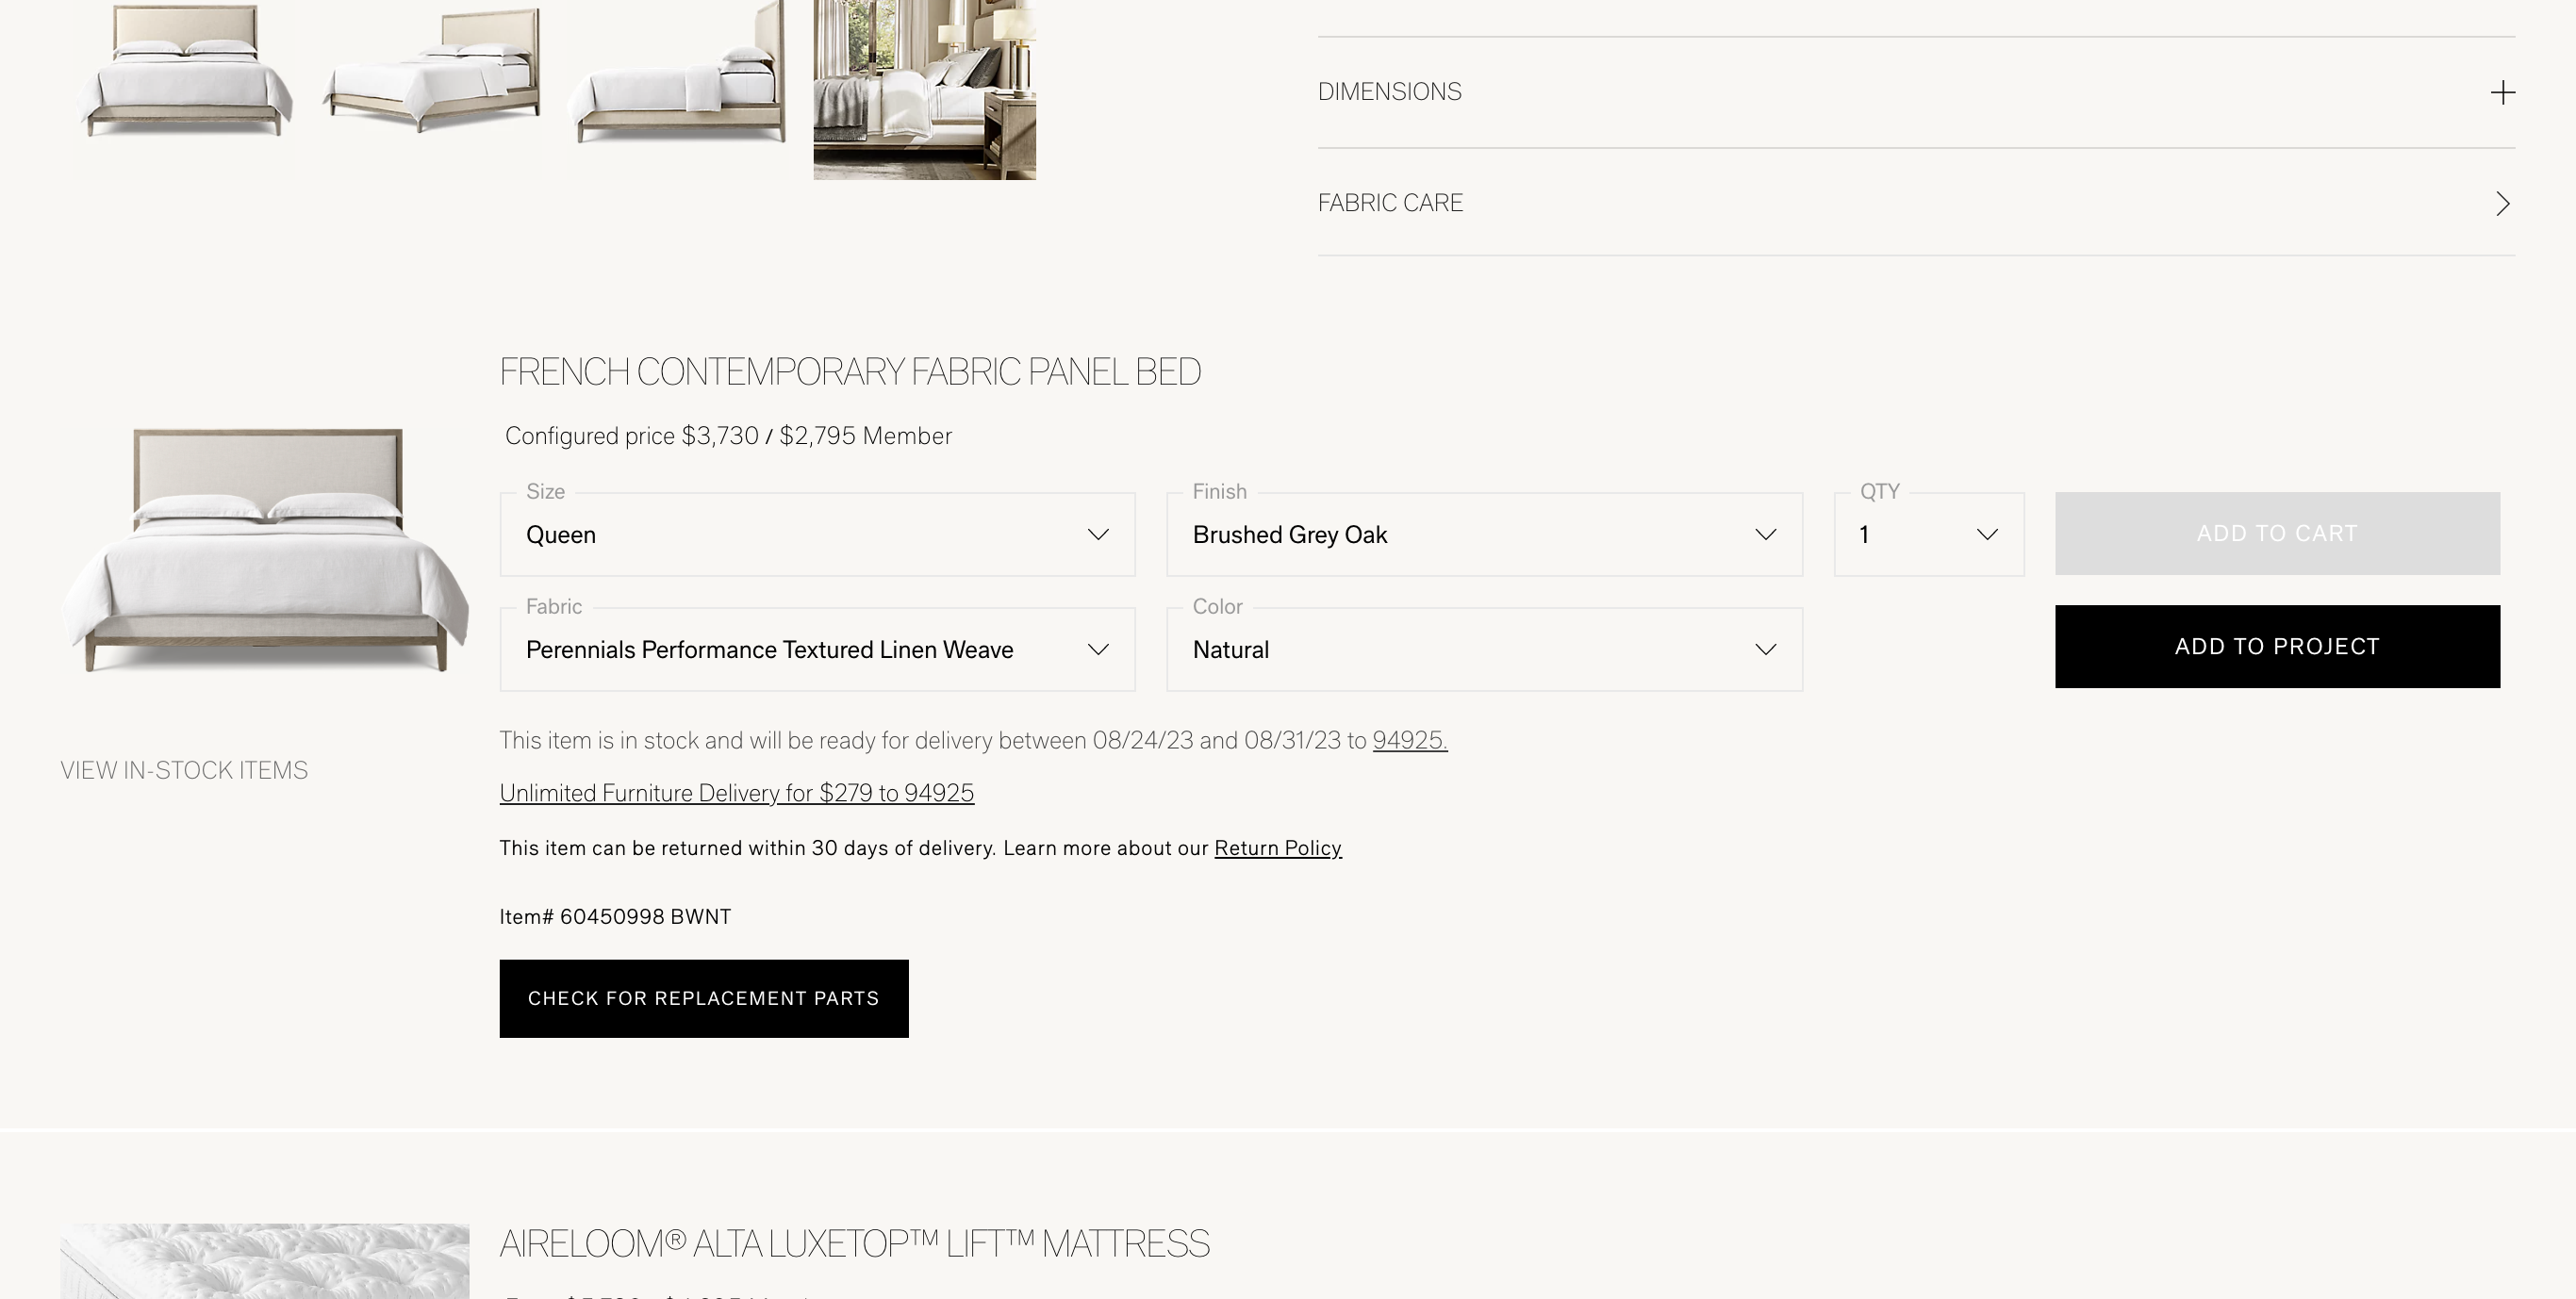 DIMENSIONS
FABRIC CARE
FRENCH CONTEMPORARY FABRIC PANEL BED
Configured price $3,730 / $2,795 Member
Size
Queen
Finish
Brushed Grey Oak
QTY
1
ADD TO CART
Fabric
Perennials Performance Textured Linen Weave
Color
Natural
ADD TO PROJECT
This item is in stock and will be ready for delivery between 08/24/23 and 08/31/23 to 94925.
VIEW IN-STOCK ITEMS
Unlimited Furniture Delivery for $279 to 94925
This item can be returned within 30 days of delivery. Learn more about our Return Policy
Item# 60450998 BWNT
CHECK FOR REPLACEMENT PARTS
AIRELOOM® ALTA LUXETOP™ LIFT™ MATTRESS